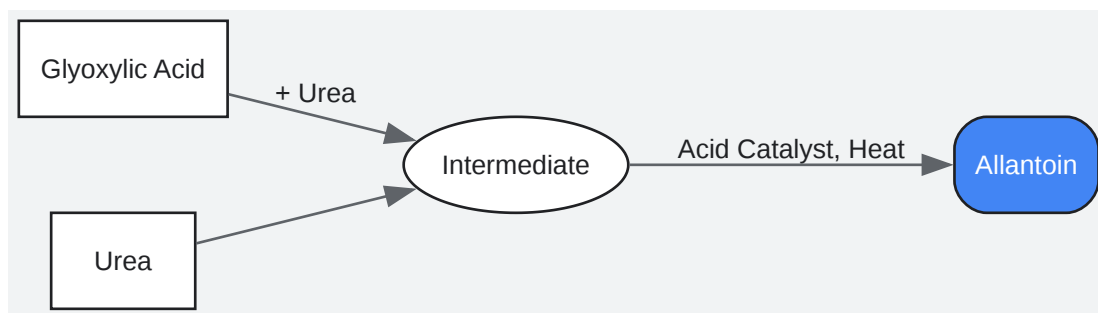 Glyoxylic Acid
+ Urea
Intermediate
Acid Catalyst, Heat
Allantoin
Urea